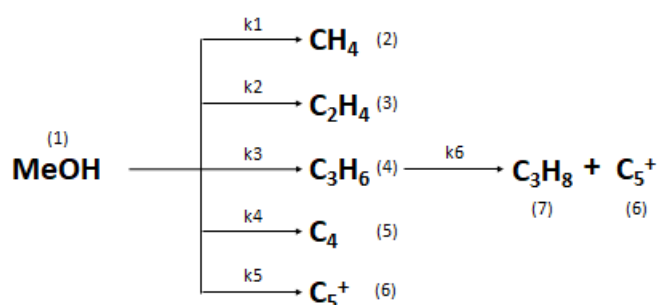 k1
CH₄ (2)
k2
C₂H₄ (3)
(1)
MeOH
k3
C₃H₆ (4)
k6
C₃H₈ + C₅⁺
(7) (6)
k4
C₄ (5)
k5
C₅⁺ (6)